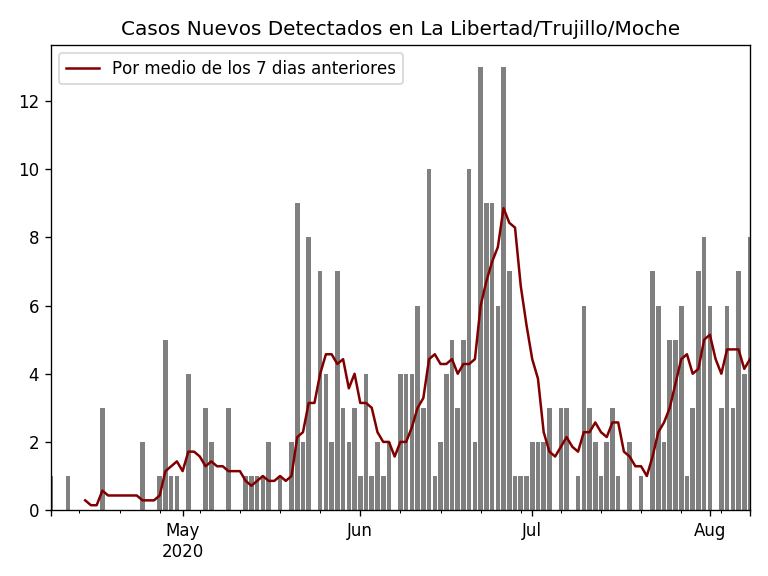 Casos Nuevos Detectados en La Libertad/Trujillo/Moche
Por medio de los 7 dias anteriores
12
10
8
6
4
2
0
May Jun Jul Aug
2020